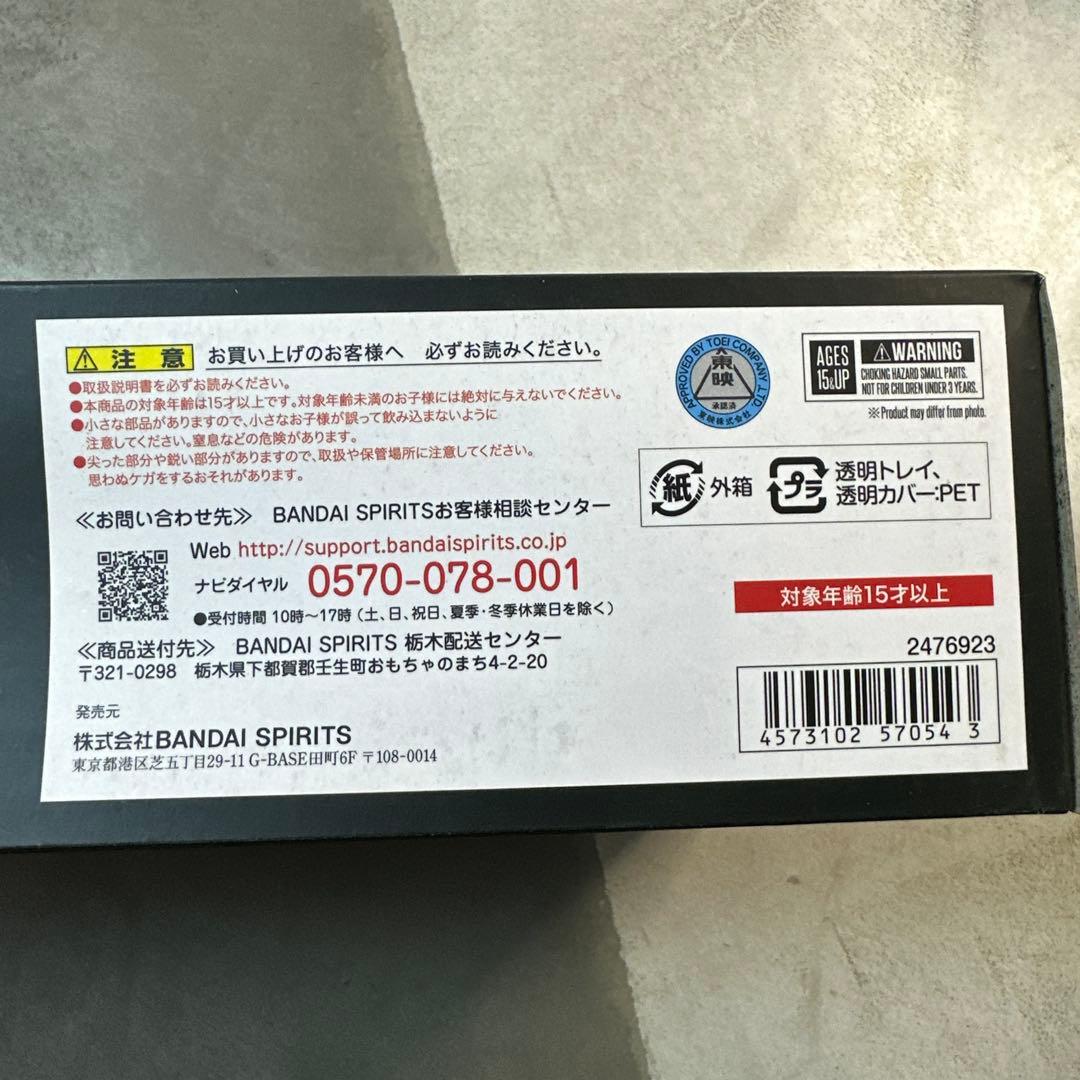 注意 お買い上げのお客様へ 必ずお読みください。
●取扱説明書を必ずお読みください。
●本商品の対象年齢は15才以上です。対象年齢未満のお子様には絶対に与えないでください。
●小さな部品がありますので、小さなお子様が誤って飲み込まないように
注意してください。窒息などの危険があります。
●尖った部分や鋭い部分がありますので、取扱や保管場所に注意してください。
思わぬケガをするおそれがあります。
≪お問い合わせ先≫ BANDAI SPIRITSお客様相談センター
Web http://support.bandaispirits.co.jp
ナビダイヤル 0570-078-001
●受付時間 10時〜17時(土、日、祝日、夏季・冬季休業日を除く)
≪商品送付先≫ BANDAI SPIRITS 栃木配送センター
〒321-0298 栃木県下都賀郡壬生町おもちゃのまち4-2-20
発売元
株式会社BANDAI SPIRITS
東京都港区芝五丁目29-11 G-BASE田町6F 〒108-0014
APPROVED BY TOEI COMPANY, LTD.
東映
承認済
東映株式会社
AGES
15&UP
WARNING
CHOKING HAZARD SMALL PARTS.
NOT FOR CHILDREN UNDER 3 YEARS.
※Product may differ from photo.
紙 外箱
プラ 透明トレイ、
透明カバー:PET
対象年齢15才以上
2476923
4573102 57054 3